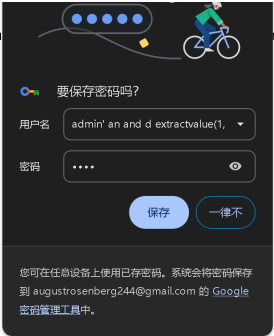 要保存密码吗?
用户名
admin' an and d extractvalue(1,
密码
••••
保存
一律不
您可在任意设备上使用已存密码。系统会将密码保存
到 augustrosenberg244@gmail.com 的 Google
密码管理工具中。